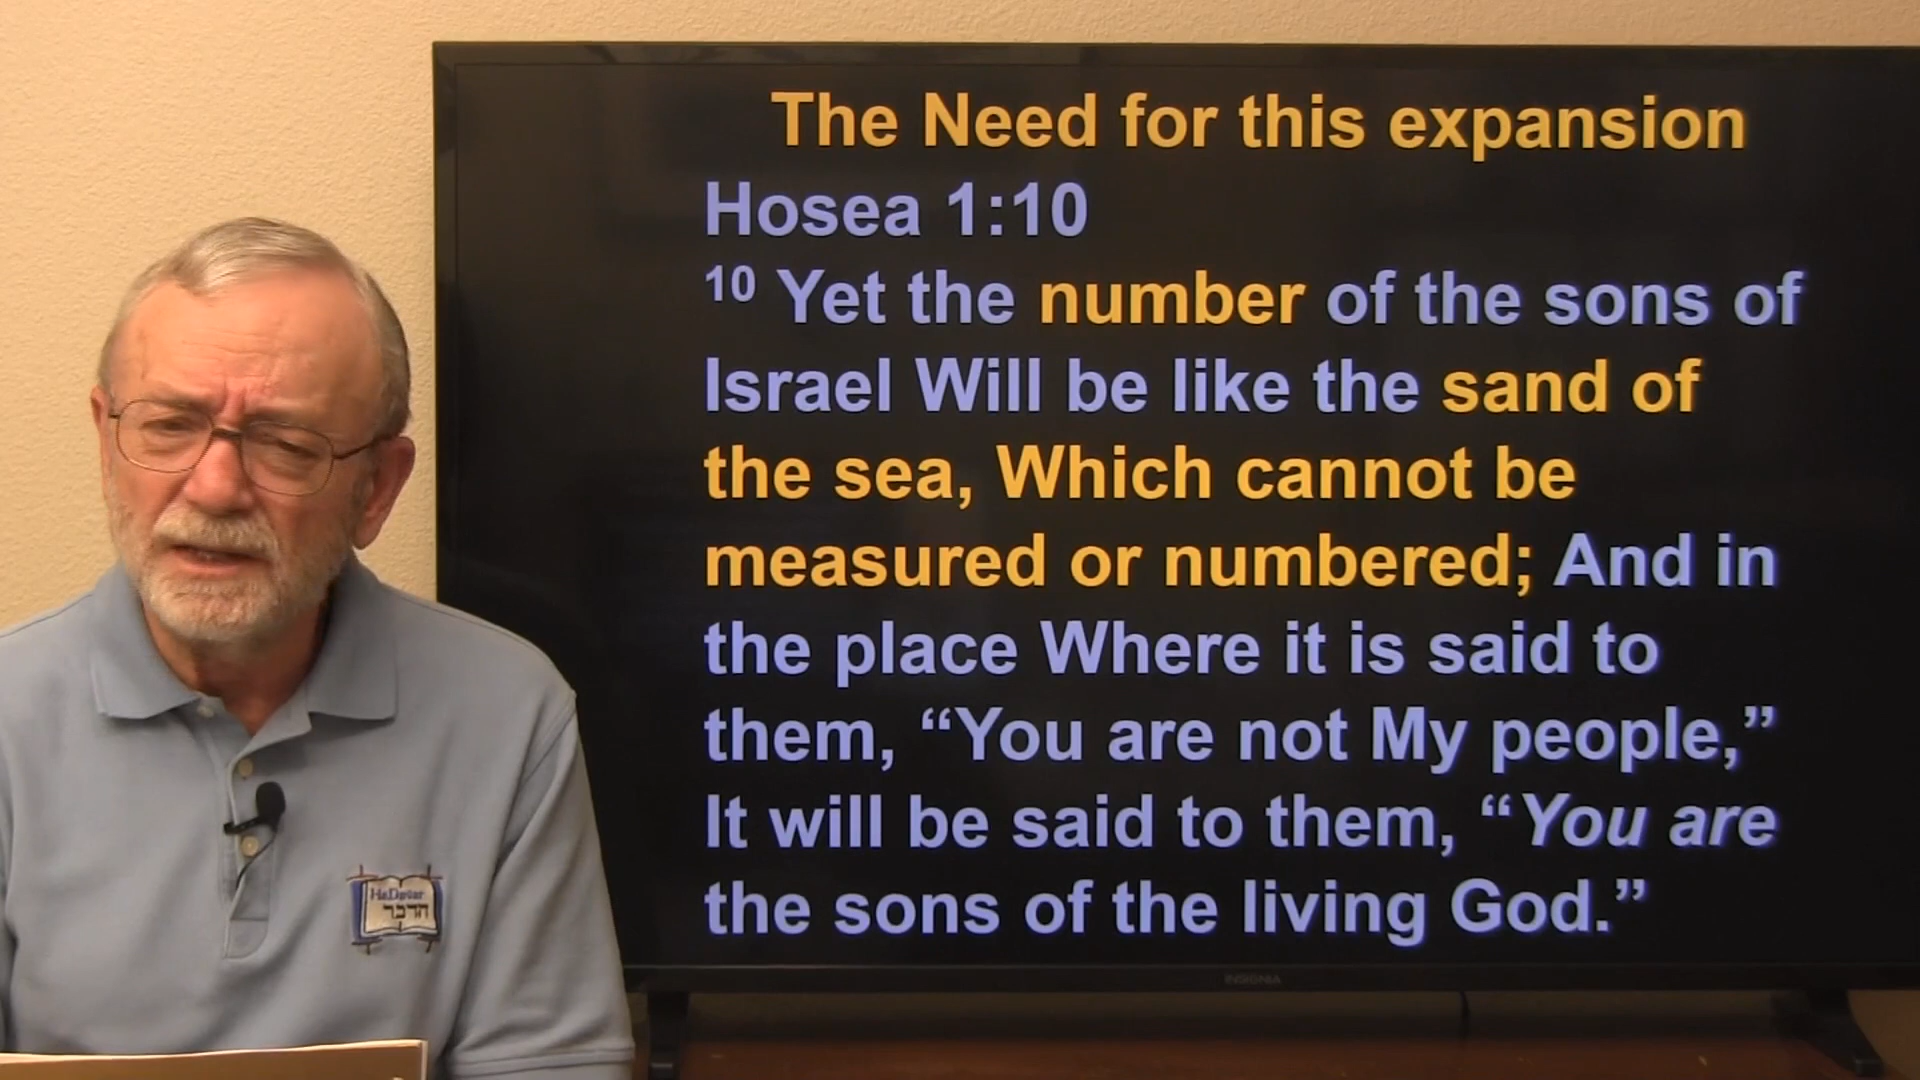 The Need for this expansion
Hosea 1:10
10 Yet the number of the sons of
Israel Will be like the sand of
the sea, Which cannot be
measured or numbered; And in
the place Where it is said to
them, “You are not My people,”
It will be said to them, “You are
the sons of the living God.”
HaDavar
הדבר
INSIGNIA